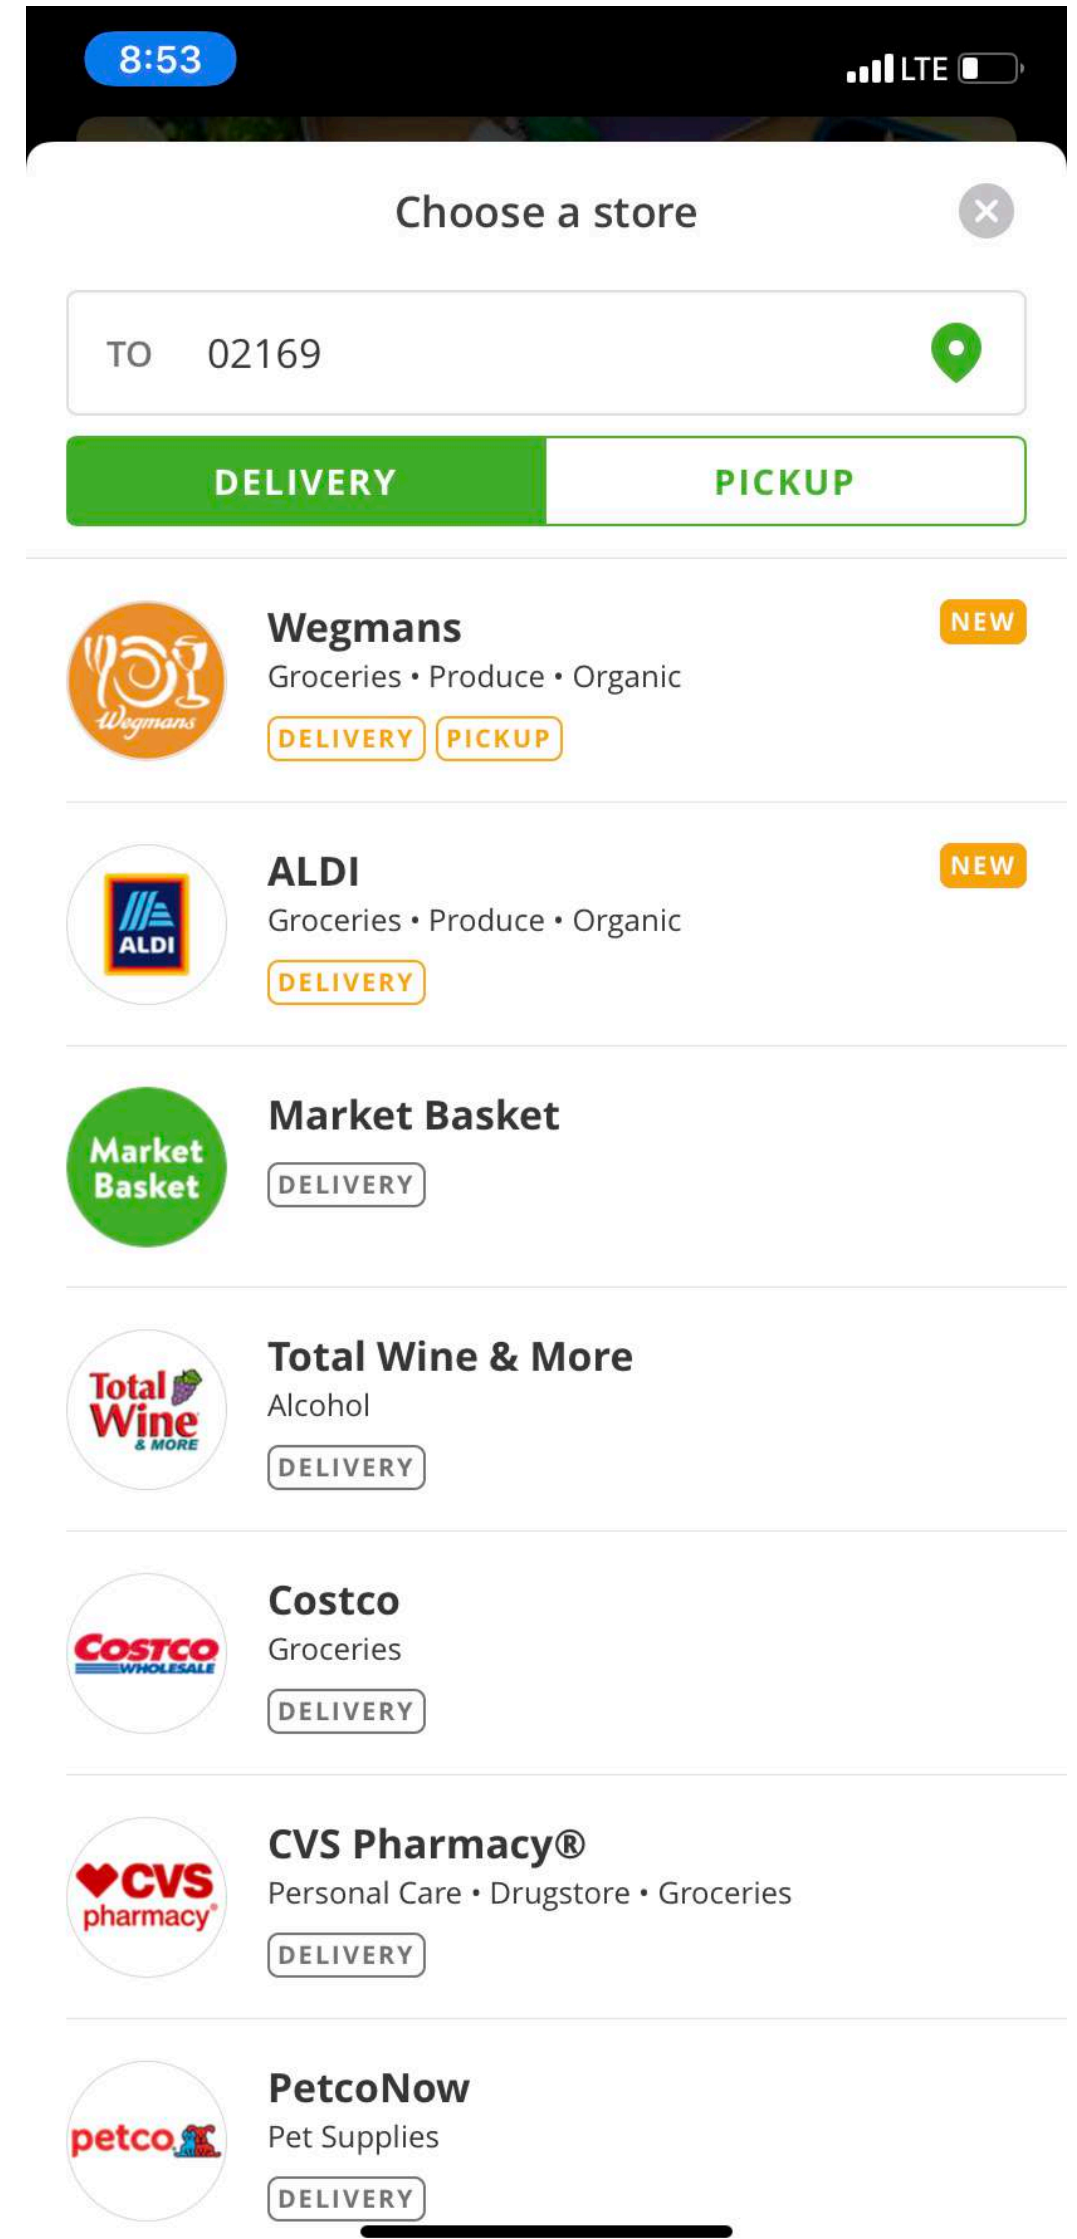 8:53
LTE
Choose a store
TO 02169
DELIVERY PICKUP
Wegmans
Wegmans NEW
Groceries • Produce • Organic
DELIVERY PICKUP
ALDI
ALDI NEW
Groceries • Produce • Organic
DELIVERY
Market
Basket
Market Basket
DELIVERY
Total
Wine
& MORE
Total Wine & More
Alcohol
DELIVERY
COSTCO
WHOLESALE
Costco
Groceries
DELIVERY
CVS
pharmacy®
CVS Pharmacy®
Personal Care • Drugstore • Groceries
DELIVERY
petco
PetcoNow
Pet Supplies
DELIVERY